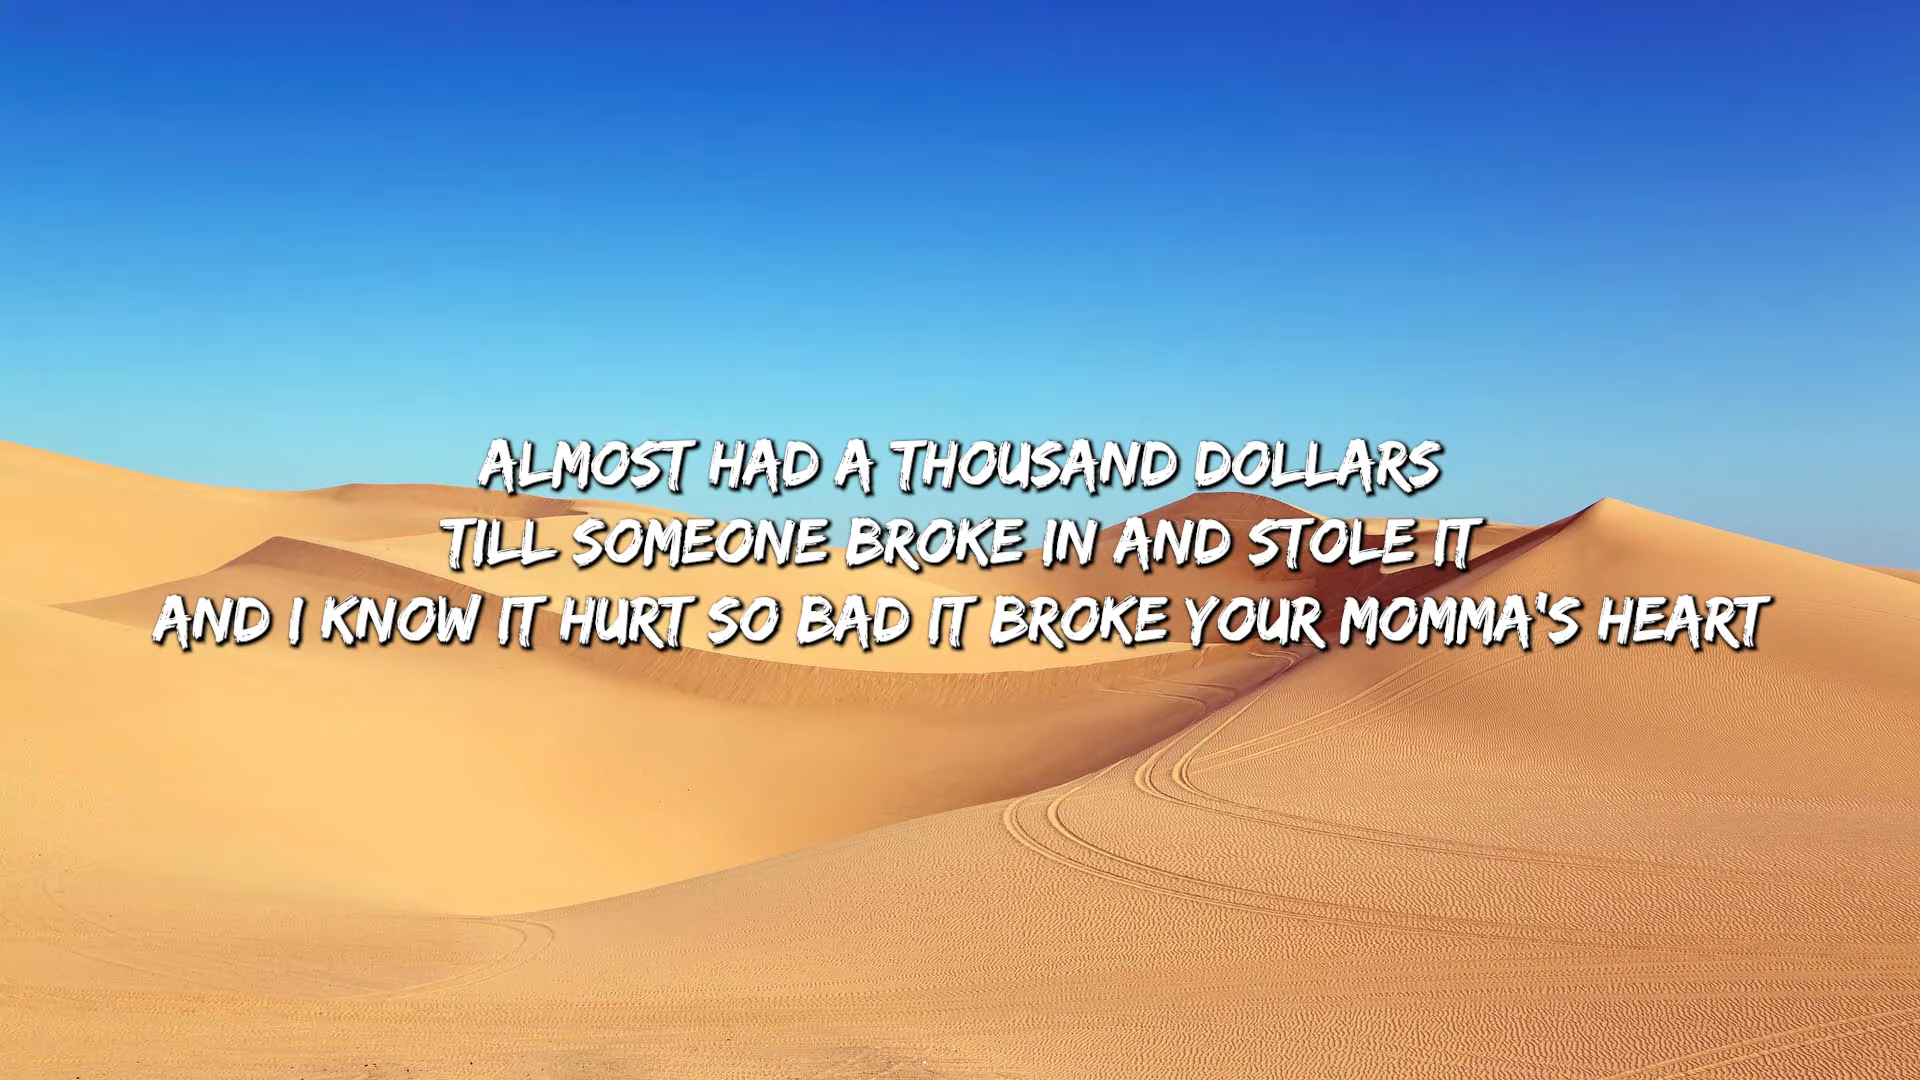 ALMOST HAD A THOUSAND DOLLARS
TILL SOMEONE BROKE IN AND STOLE IT
AND I KNOW IT HURT SO BAD IT BROKE YOUR MOMMA'S HEART